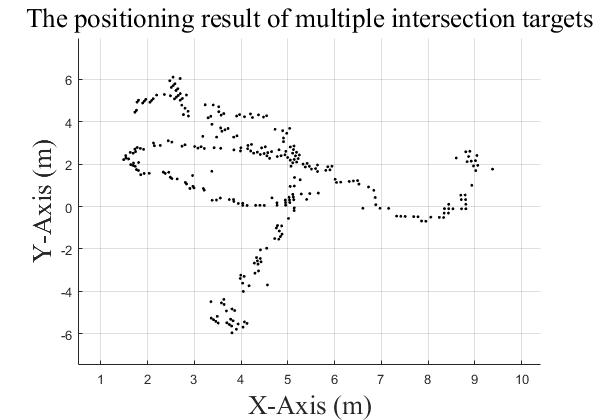 The positioning result of multiple intersection targets
Y-Axis (m)
6
4
2
0
-2
-4
-6
1 2 3 4 5 6 7 8 9 10
X-Axis (m)